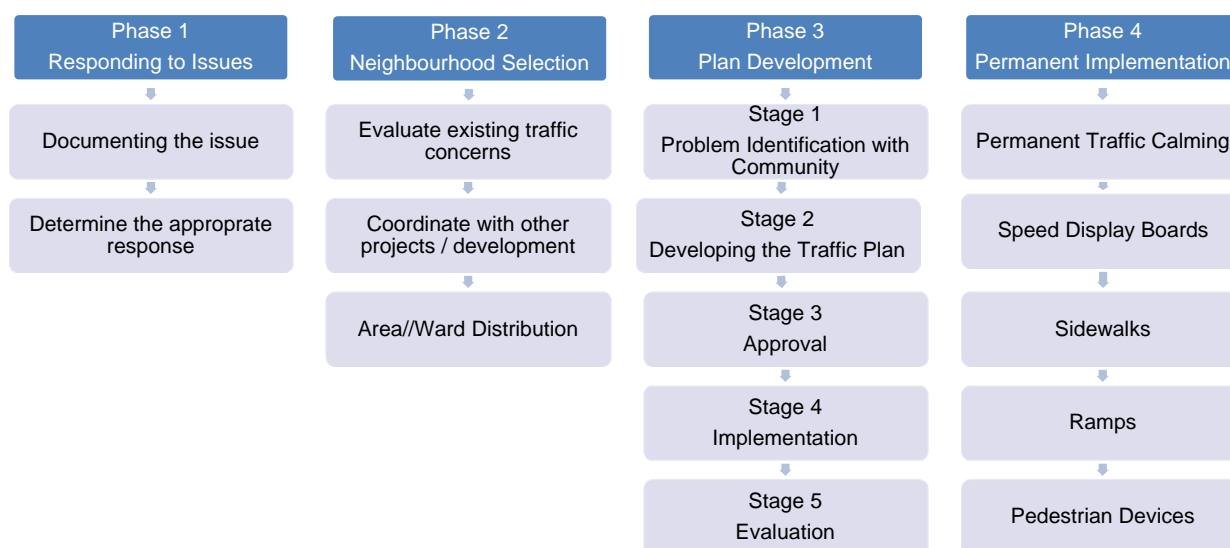 Phase 1
Responding to Issues
Documenting the issue
Determine the approprate
response
Phase 2
Neighbourhood Selection
Evaluate existing traffic
concerns
Coordinate with other
projects / development
Area//Ward Distribution
Phase 3
Plan Development
Stage 1
Problem Identification with
Community
Stage 2
Developing the Traffic Plan
Stage 3
Approval
Stage 4
Implementation
Stage 5
Evaluation
Phase 4
Permanent Implementation
Permanent Traffic Calming
Speed Display Boards
Sidewalks
Ramps
Pedestrian Devices